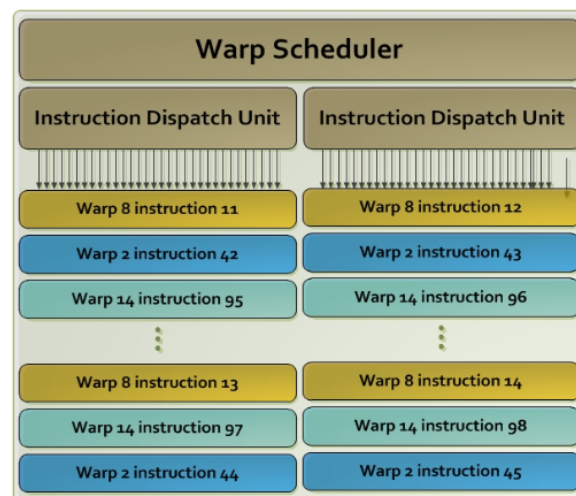 Warp Scheduler
Instruction Dispatch Unit
Instruction Dispatch Unit
Warp 8 instruction 11
Warp 8 instruction 12
Warp 2 instruction 42
Warp 2 instruction 43
Warp 14 instruction 95
Warp 14 instruction 96
Warp 8 instruction 13
Warp 8 instruction 14
Warp 14 instruction 97
Warp 14 instruction 98
Warp 2 instruction 44
Warp 2 instruction 45